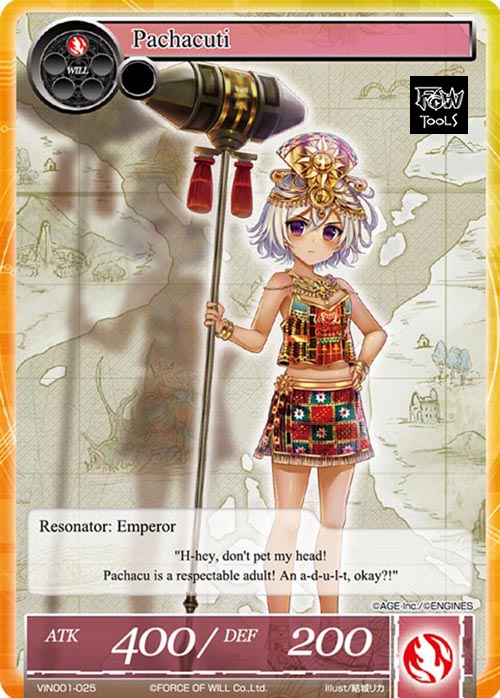 Pachacuti
WILL
FOW
TOOLS
Resonator: Emperor
"H-hey, don't pet my head!
Pachacu is a respectable adult! An a-d-u-l-t, okay?!"
©AGE Inc./©ENGINES
ATK 400/ DEF 200
VIN001-025 ©FORCE OF WILL Co.,Ltd. Illust/結城リカ